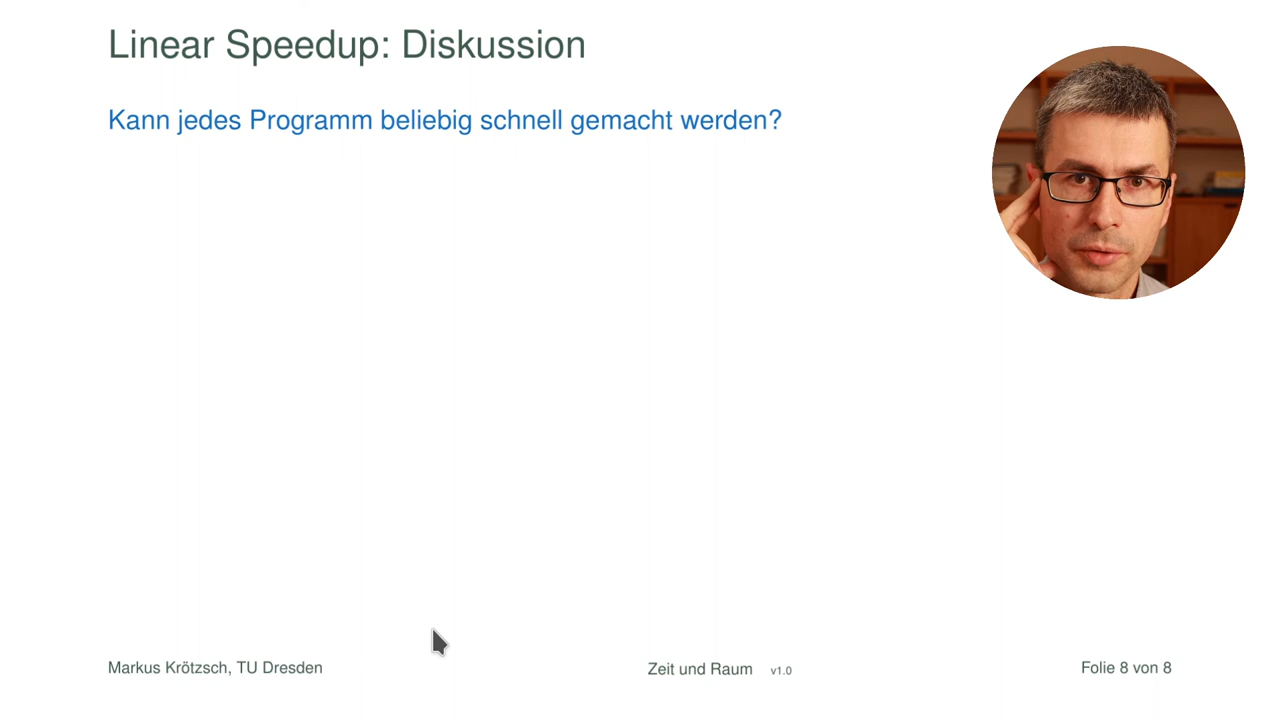 Linear Speedup: Diskussion
Kann jedes Programm beliebig schnell gemacht werden?
Markus Krötzsch, TU Dresden
Zeit und Raum v1.0
Folie 8 von 8